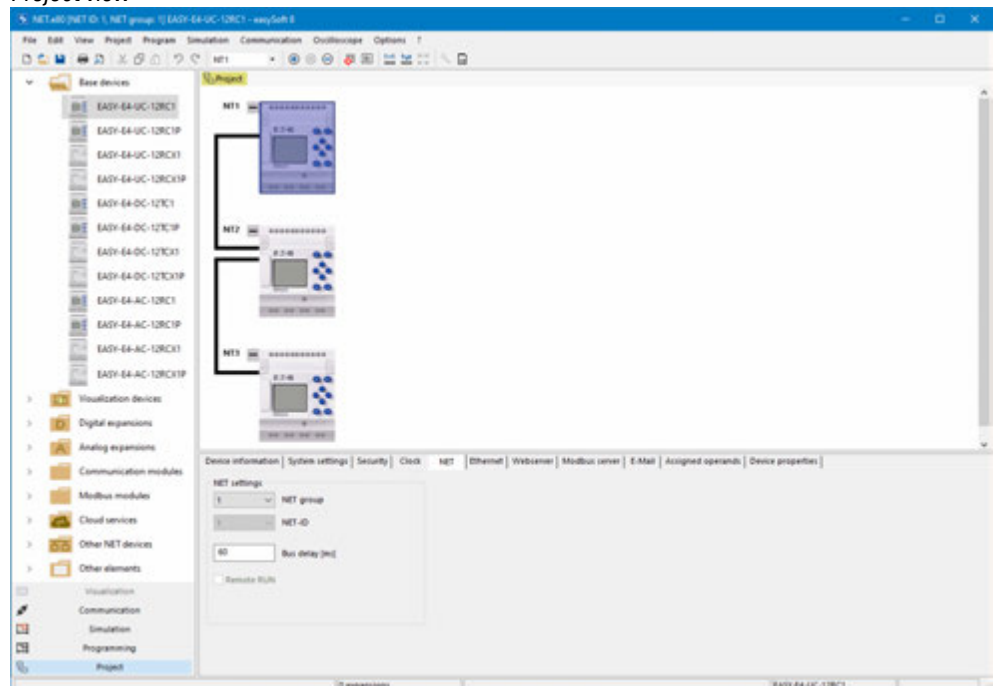 Project view
NET.e80 [NET ID: 1, NET group: 1] EASY-E4-UC-12RC1 - easySoft 8
File Edit View Project Program Simulation Communication Oscilloscope Options ?
NT1
Base devices
EASY-E4-UC-12RC1
EASY-E4-UC-12RC1P
EASY-E4-UC-12RCX1
EASY-E4-UC-12RCX1P
EASY-E4-DC-12TC1
EASY-E4-DC-12TC1P
EASY-E4-DC-12TCX1
EASY-E4-DC-12TCX1P
EASY-E4-AC-12RC1
EASY-E4-AC-12RC1P
EASY-E4-AC-12RCX1
EASY-E4-AC-12RCX1P
Visualization devices
Digital expansions
Analog expansions
Communication modules
Modbus modules
Cloud services
Other NET devices
Other elements
Visualization
Communication
Simulation
Programming
Project
Project
NT1
NT2
NT3
Device information System settings Security Clock NET Ethernet Webserver Modbus server E-Mail Assigned operands Device properties
NET settings
1 NET group
1 NET-ID
60 Bus delay [ms]
Remote RUN
0 expansions EASY-E4-UC-12RC1